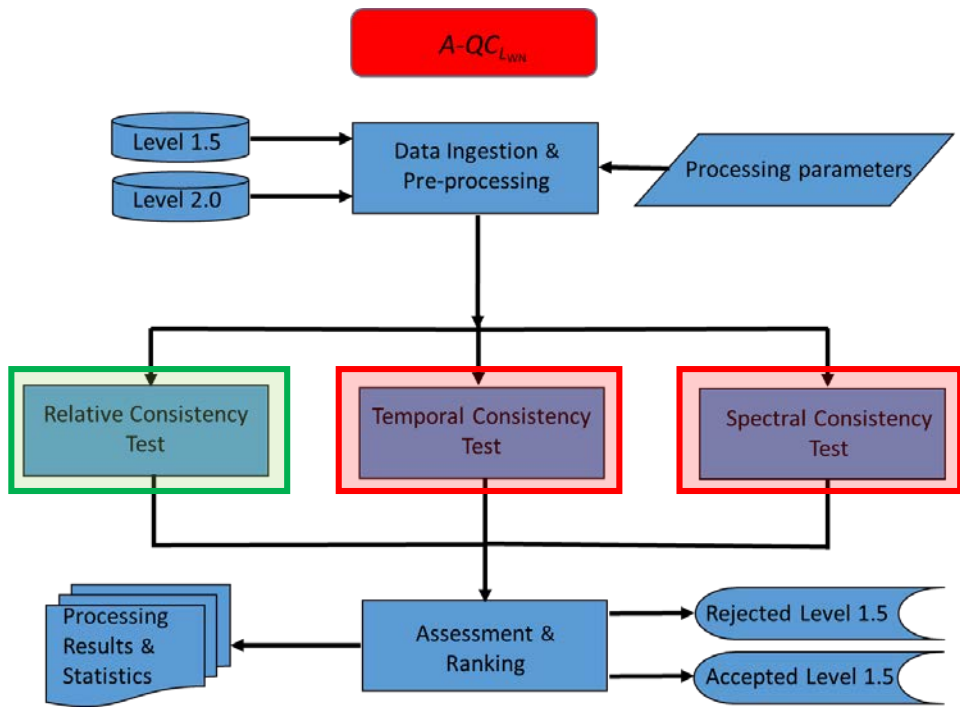 A-QC_LWN
Level 1.5
Data Ingestion &
Pre-processing
Processing parameters
Level 2.0
Relative Consistency
Test
Temporal Consistency
Test
Spectral Consistency
Test
Processing
Results &
Statistics
Assessment &
Ranking
Rejected Level 1.5
Accepted Level 1.5